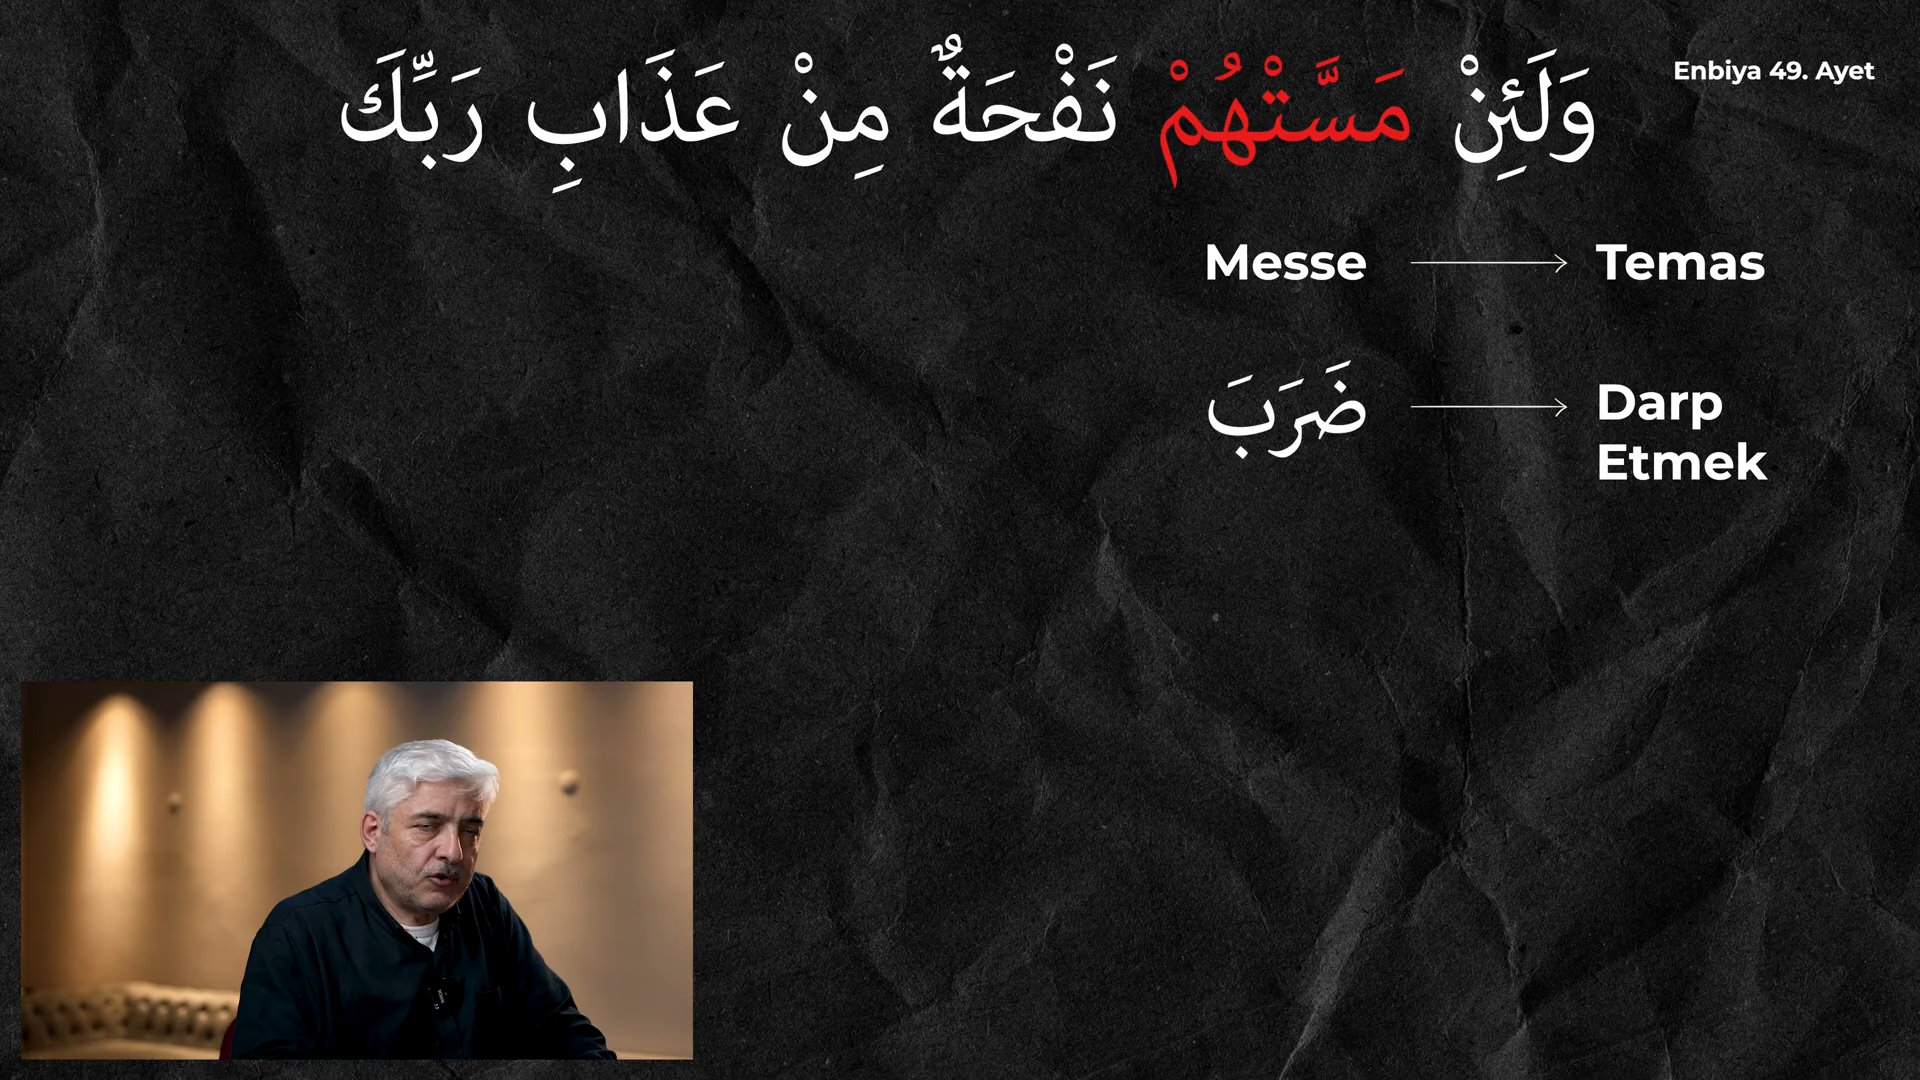 وَلَئِنْ مَسَّتْهُمْ نَفْحَةٌ مِنْ عَذَابِ رَبِّكَ
Enbiya 49. Ayet
Messe → Temas
ضَرَبَ → Darp
Etmek